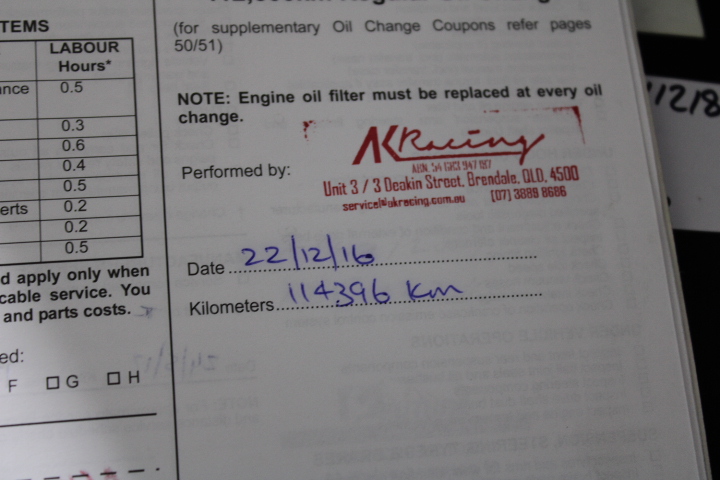 TEMS
LABOUR
Hours*
ance 0.5
0.3
0.6
0.4
0.5
erts 0.2
0.2
0.5
d apply only when
cable service. You
and parts costs.
ed:
F □ G □ H
(for supplementary Oil Change Coupons refer pages
50/51)
NOTE: Engine oil filter must be replaced at every oil
change.
Performed by:
AKRacing
Unit 3 / 3 Deakin Street. Brendale, QLD, 4500
(07) 3889 8686
Date 22/12/16
Kilometers 114396 km